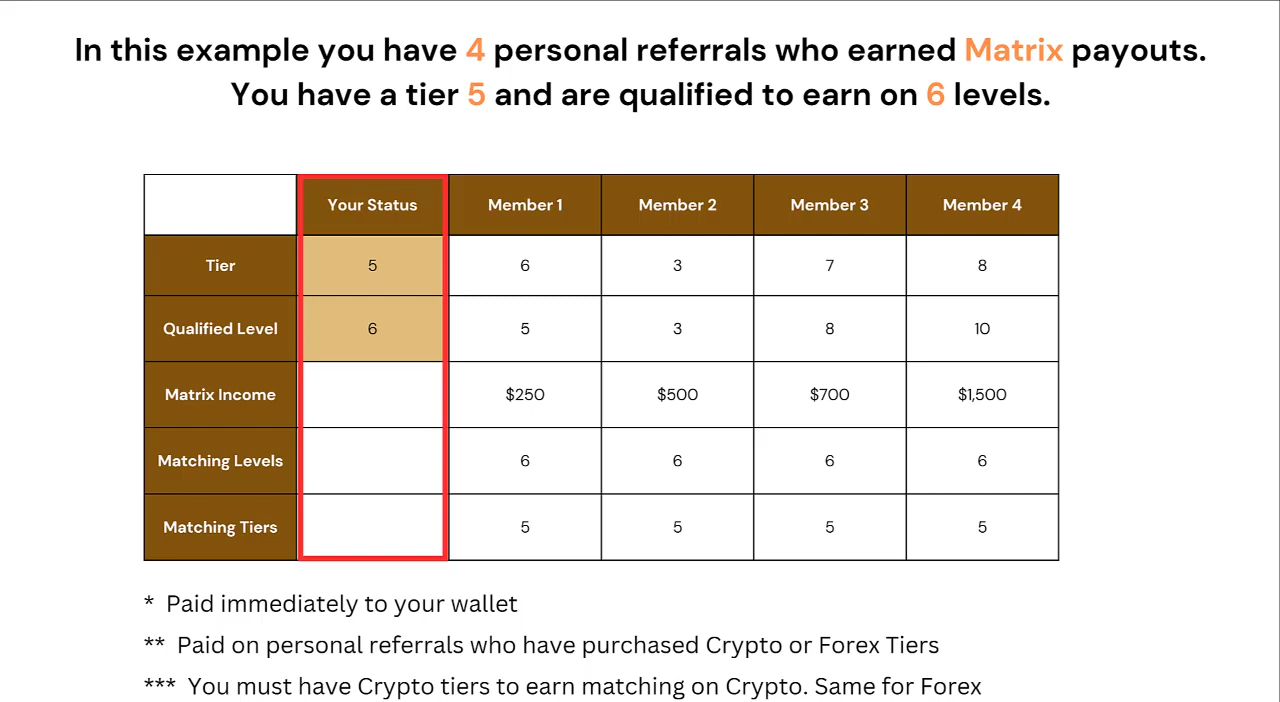 In this example you have 4 personal referrals who earned Matrix payouts.
You have a tier 5 and are qualified to earn on 6 levels.
Your Status Member 1 Member 2 Member 3 Member 4
Tier 5 6 3 7 8
Qualified Level 6 5 3 8 10
Matrix Income $250 $500 $700 $1,500
Matching Levels 6 6 6 6
Matching Tiers 5 5 5 5
* Paid immediately to your wallet
** Paid on personal referrals who have purchased Crypto or Forex Tiers
*** You must have Crypto tiers to earn matching on Crypto. Same for Forex